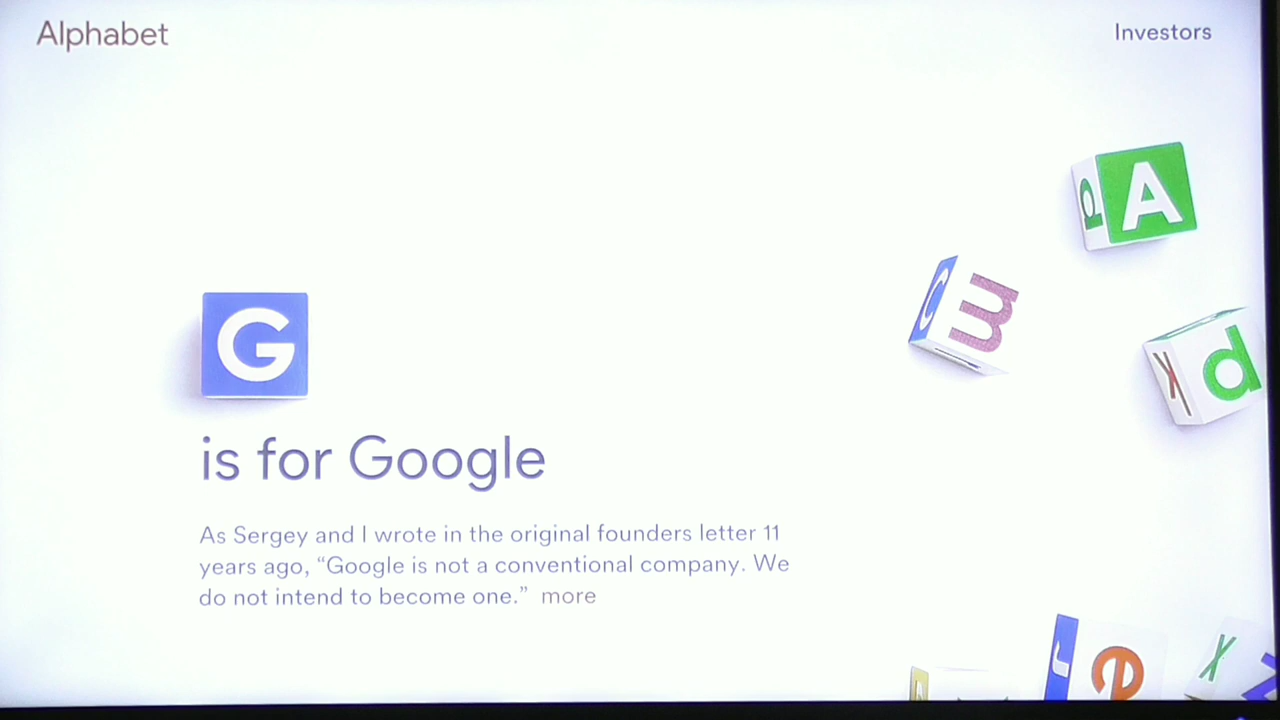 Alphabet
Investors
A
m
d
G
is for Google
As Sergey and I wrote in the original founders letter 11
years ago, “Google is not a conventional company. We
do not intend to become one.” more
e